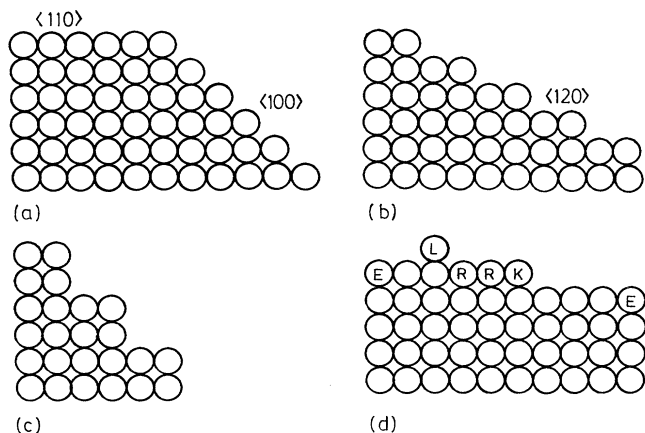 ⟨110⟩
⟨100⟩
(a)
⟨120⟩
(b)
(c)
L
E R R K
E
(d)